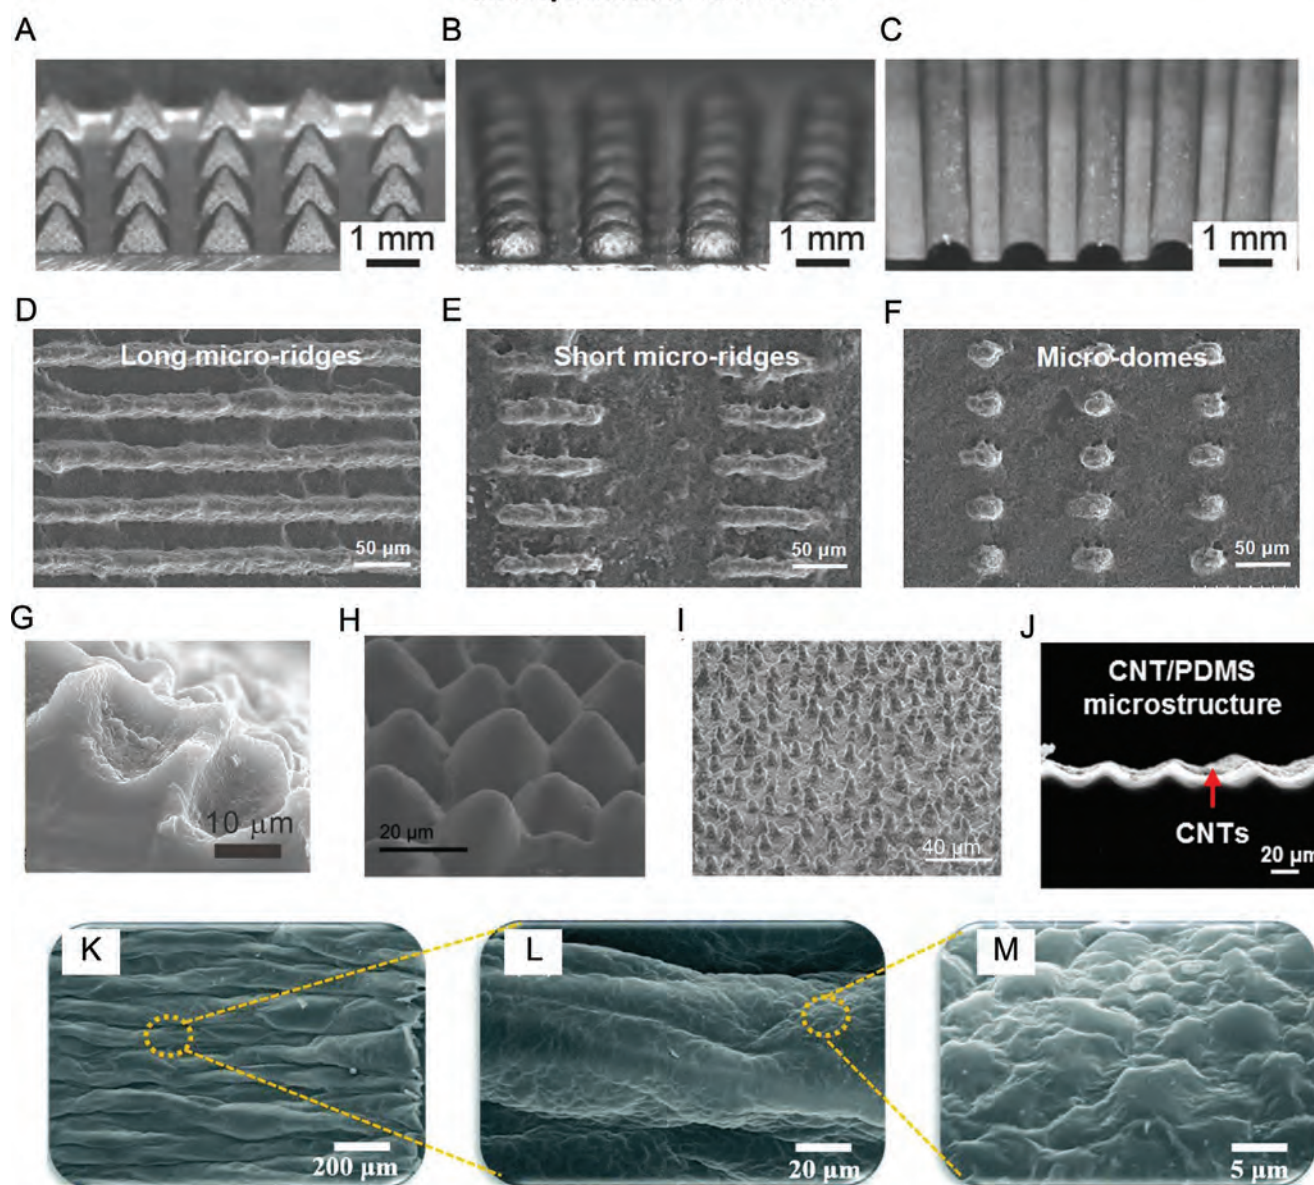 A
B
C
1 mm
1 mm
1 mm
D
E
F
Long micro-ridges
Short micro-ridges
Micro-domes
50 µm
50 µm
50 µm
G
H
I
J
CNT/PDMS
microstructure
10 µm
20 µm
40 µm
CNTs
20 µm
K
L
M
200 µm
20 µm
5 µm